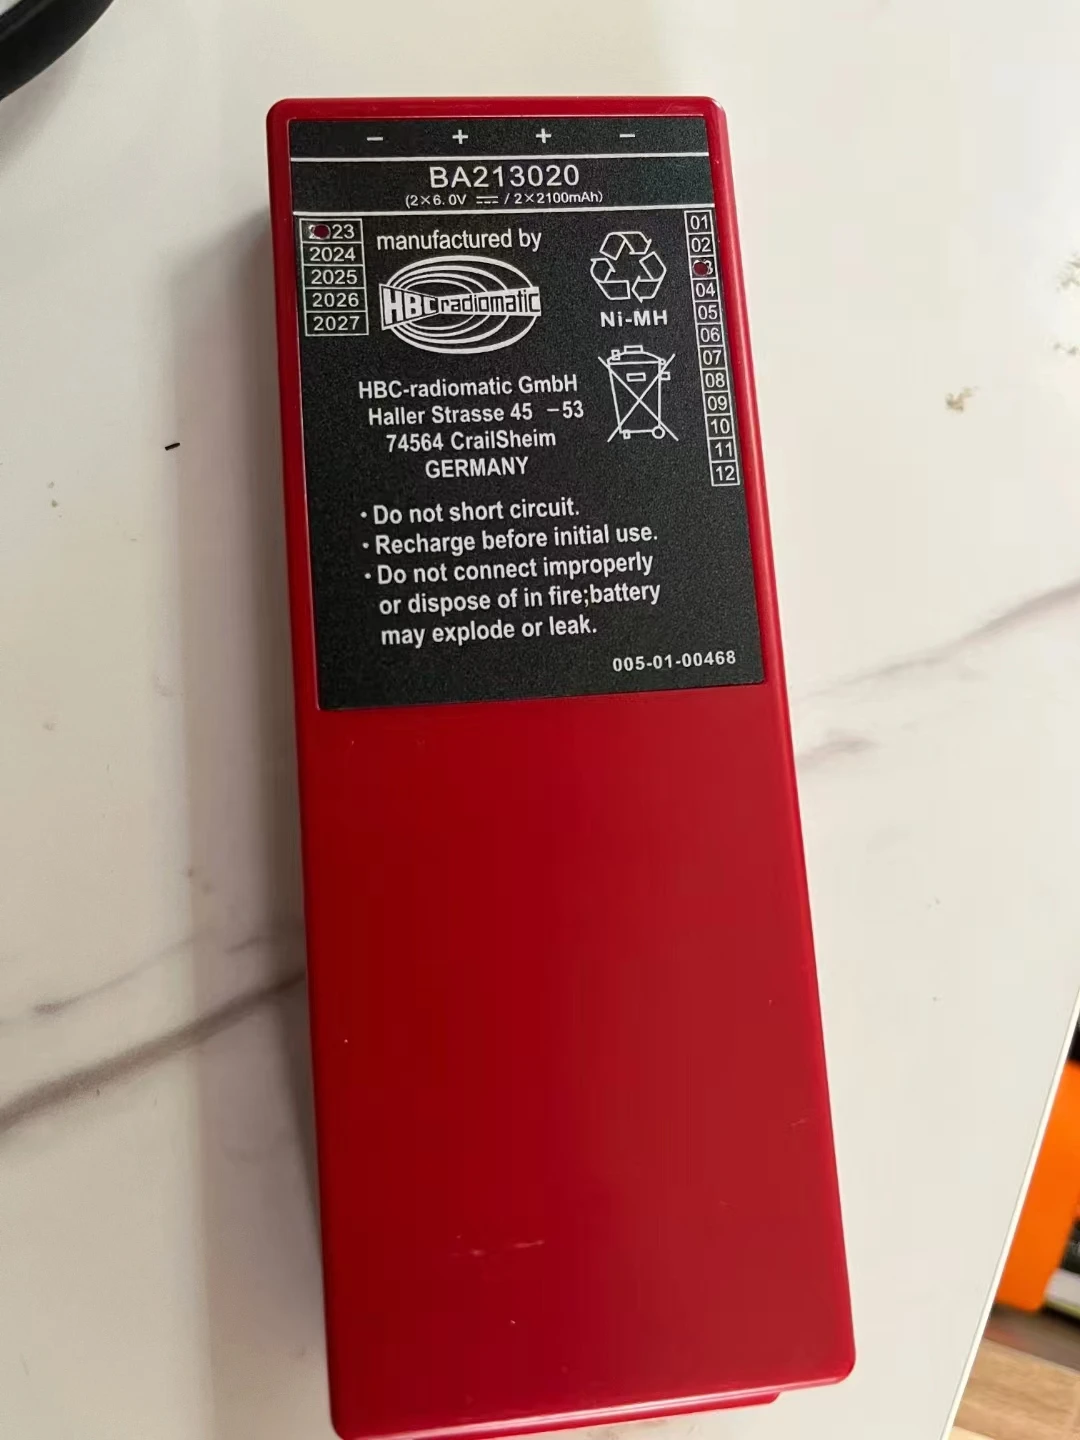 − + + −
BA213020
(2×6.0V ⎓ / 2×2100mAh)
2024
2025
2026
2027
manufactured by
HBC radiomatic
Ni-MH
HBC-radiomatic GmbH
Haller Strasse 45 −53
74564 CrailSheim
GERMANY
01
02
04
05
06
07
08
09
10
11
12
· Do not short circuit.
· Recharge before initial use.
· Do not connect improperly
or dispose of in fire;battery
may explode or leak.
005-01-00468